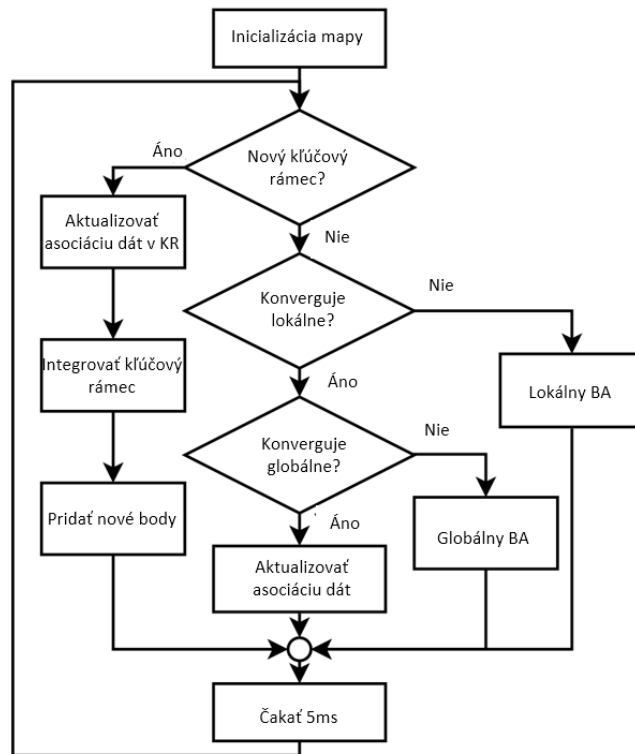 Inicializácia mapy
Áno
Nový kľúčový
rámec?
Aktualizovať
asociáciu dát v KR
Nie
Konverguje
lokálne?
Nie
Integrovať kľúčový
rámec
Áno
Lokálny BA
Konverguje
globálne?
Nie
Pridať nové body
Áno
Globálny BA
Aktualizovať
asociáciu dát
Čakať 5ms